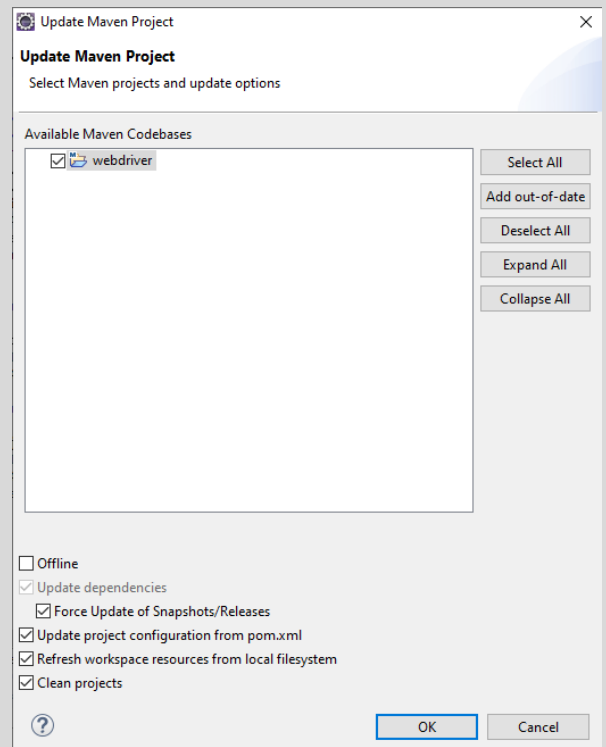 Update Maven Project
Update Maven Project
Select Maven projects and update options
Available Maven Codebases
webdriver
Select All
Add out-of-date
Deselect All
Expand All
Collapse All
Offline
Update dependencies
Force Update of Snapshots/Releases
Update project configuration from pom.xml
Refresh workspace resources from local filesystem
Clean projects
?
OK
Cancel